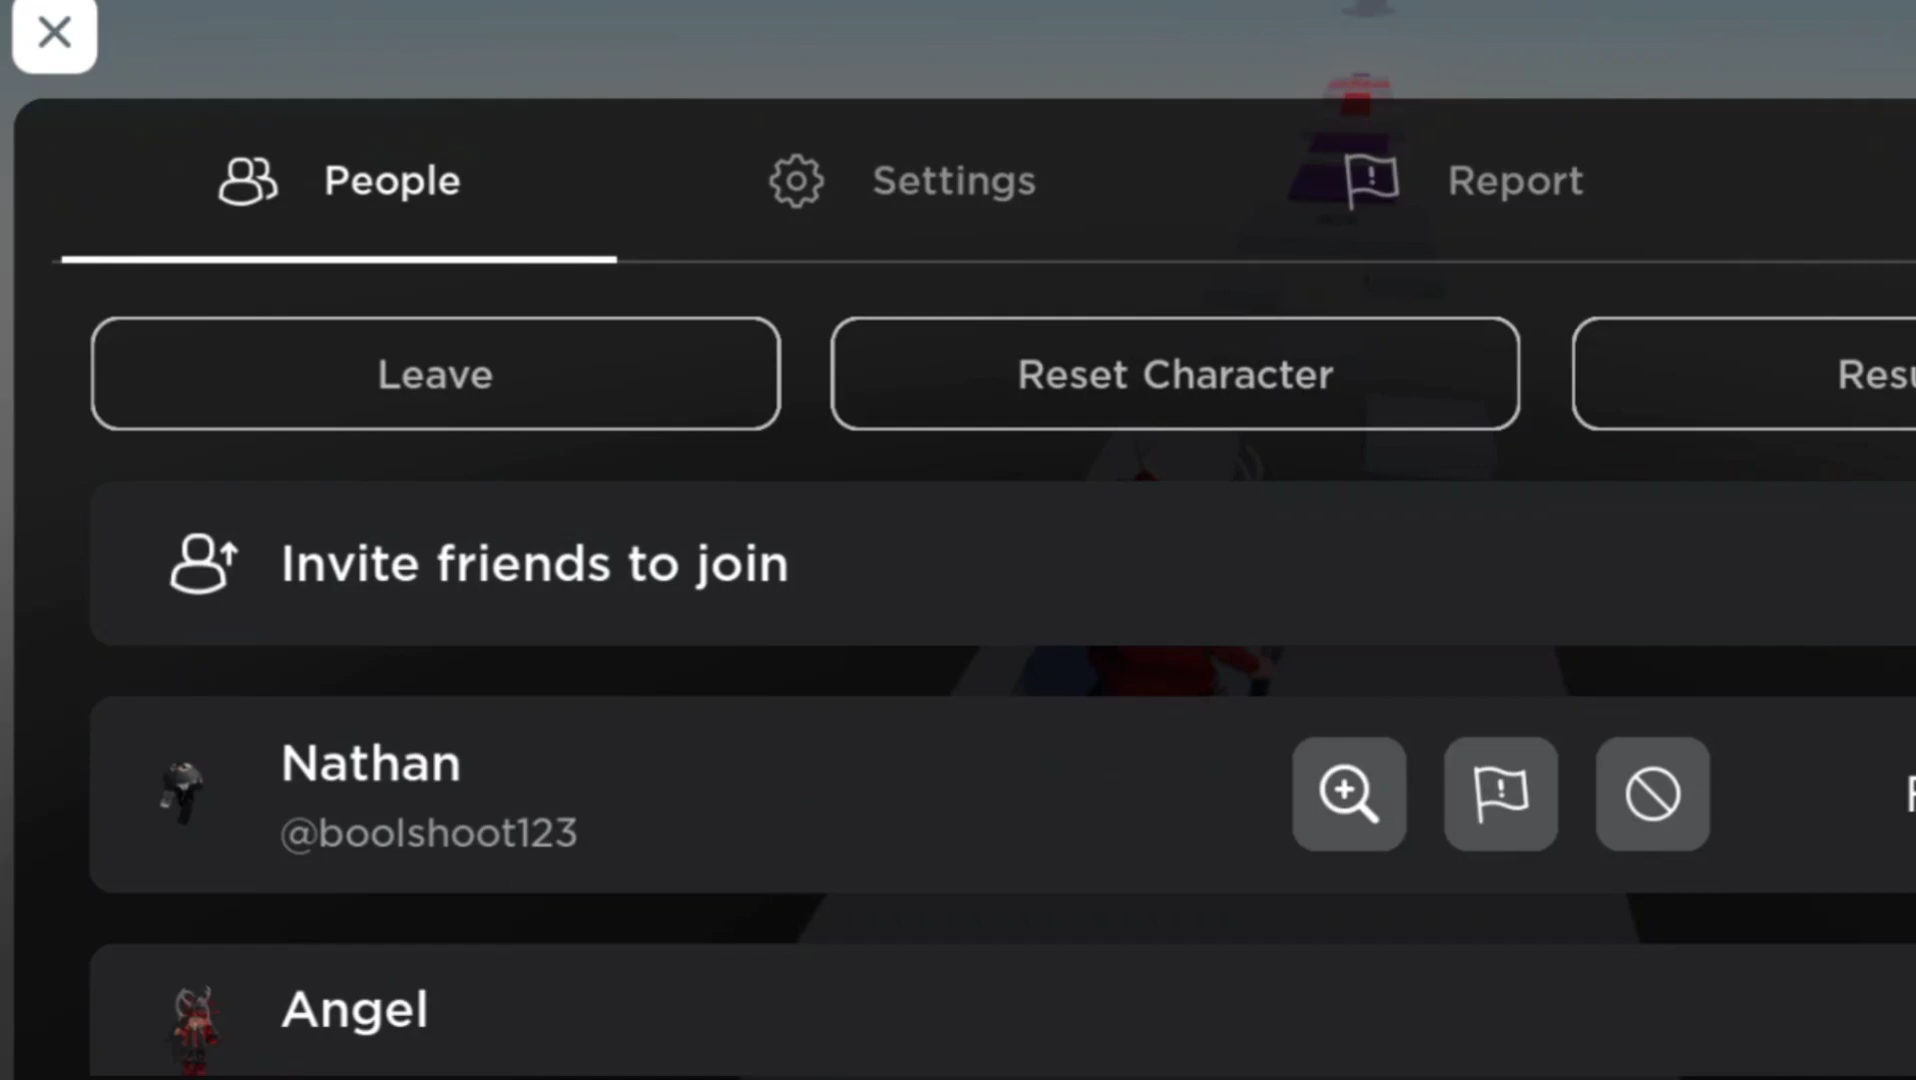 People
Settings
Report
Leave
Reset Character
Invite friends to join
Nathan
@boolshoot123
Angel